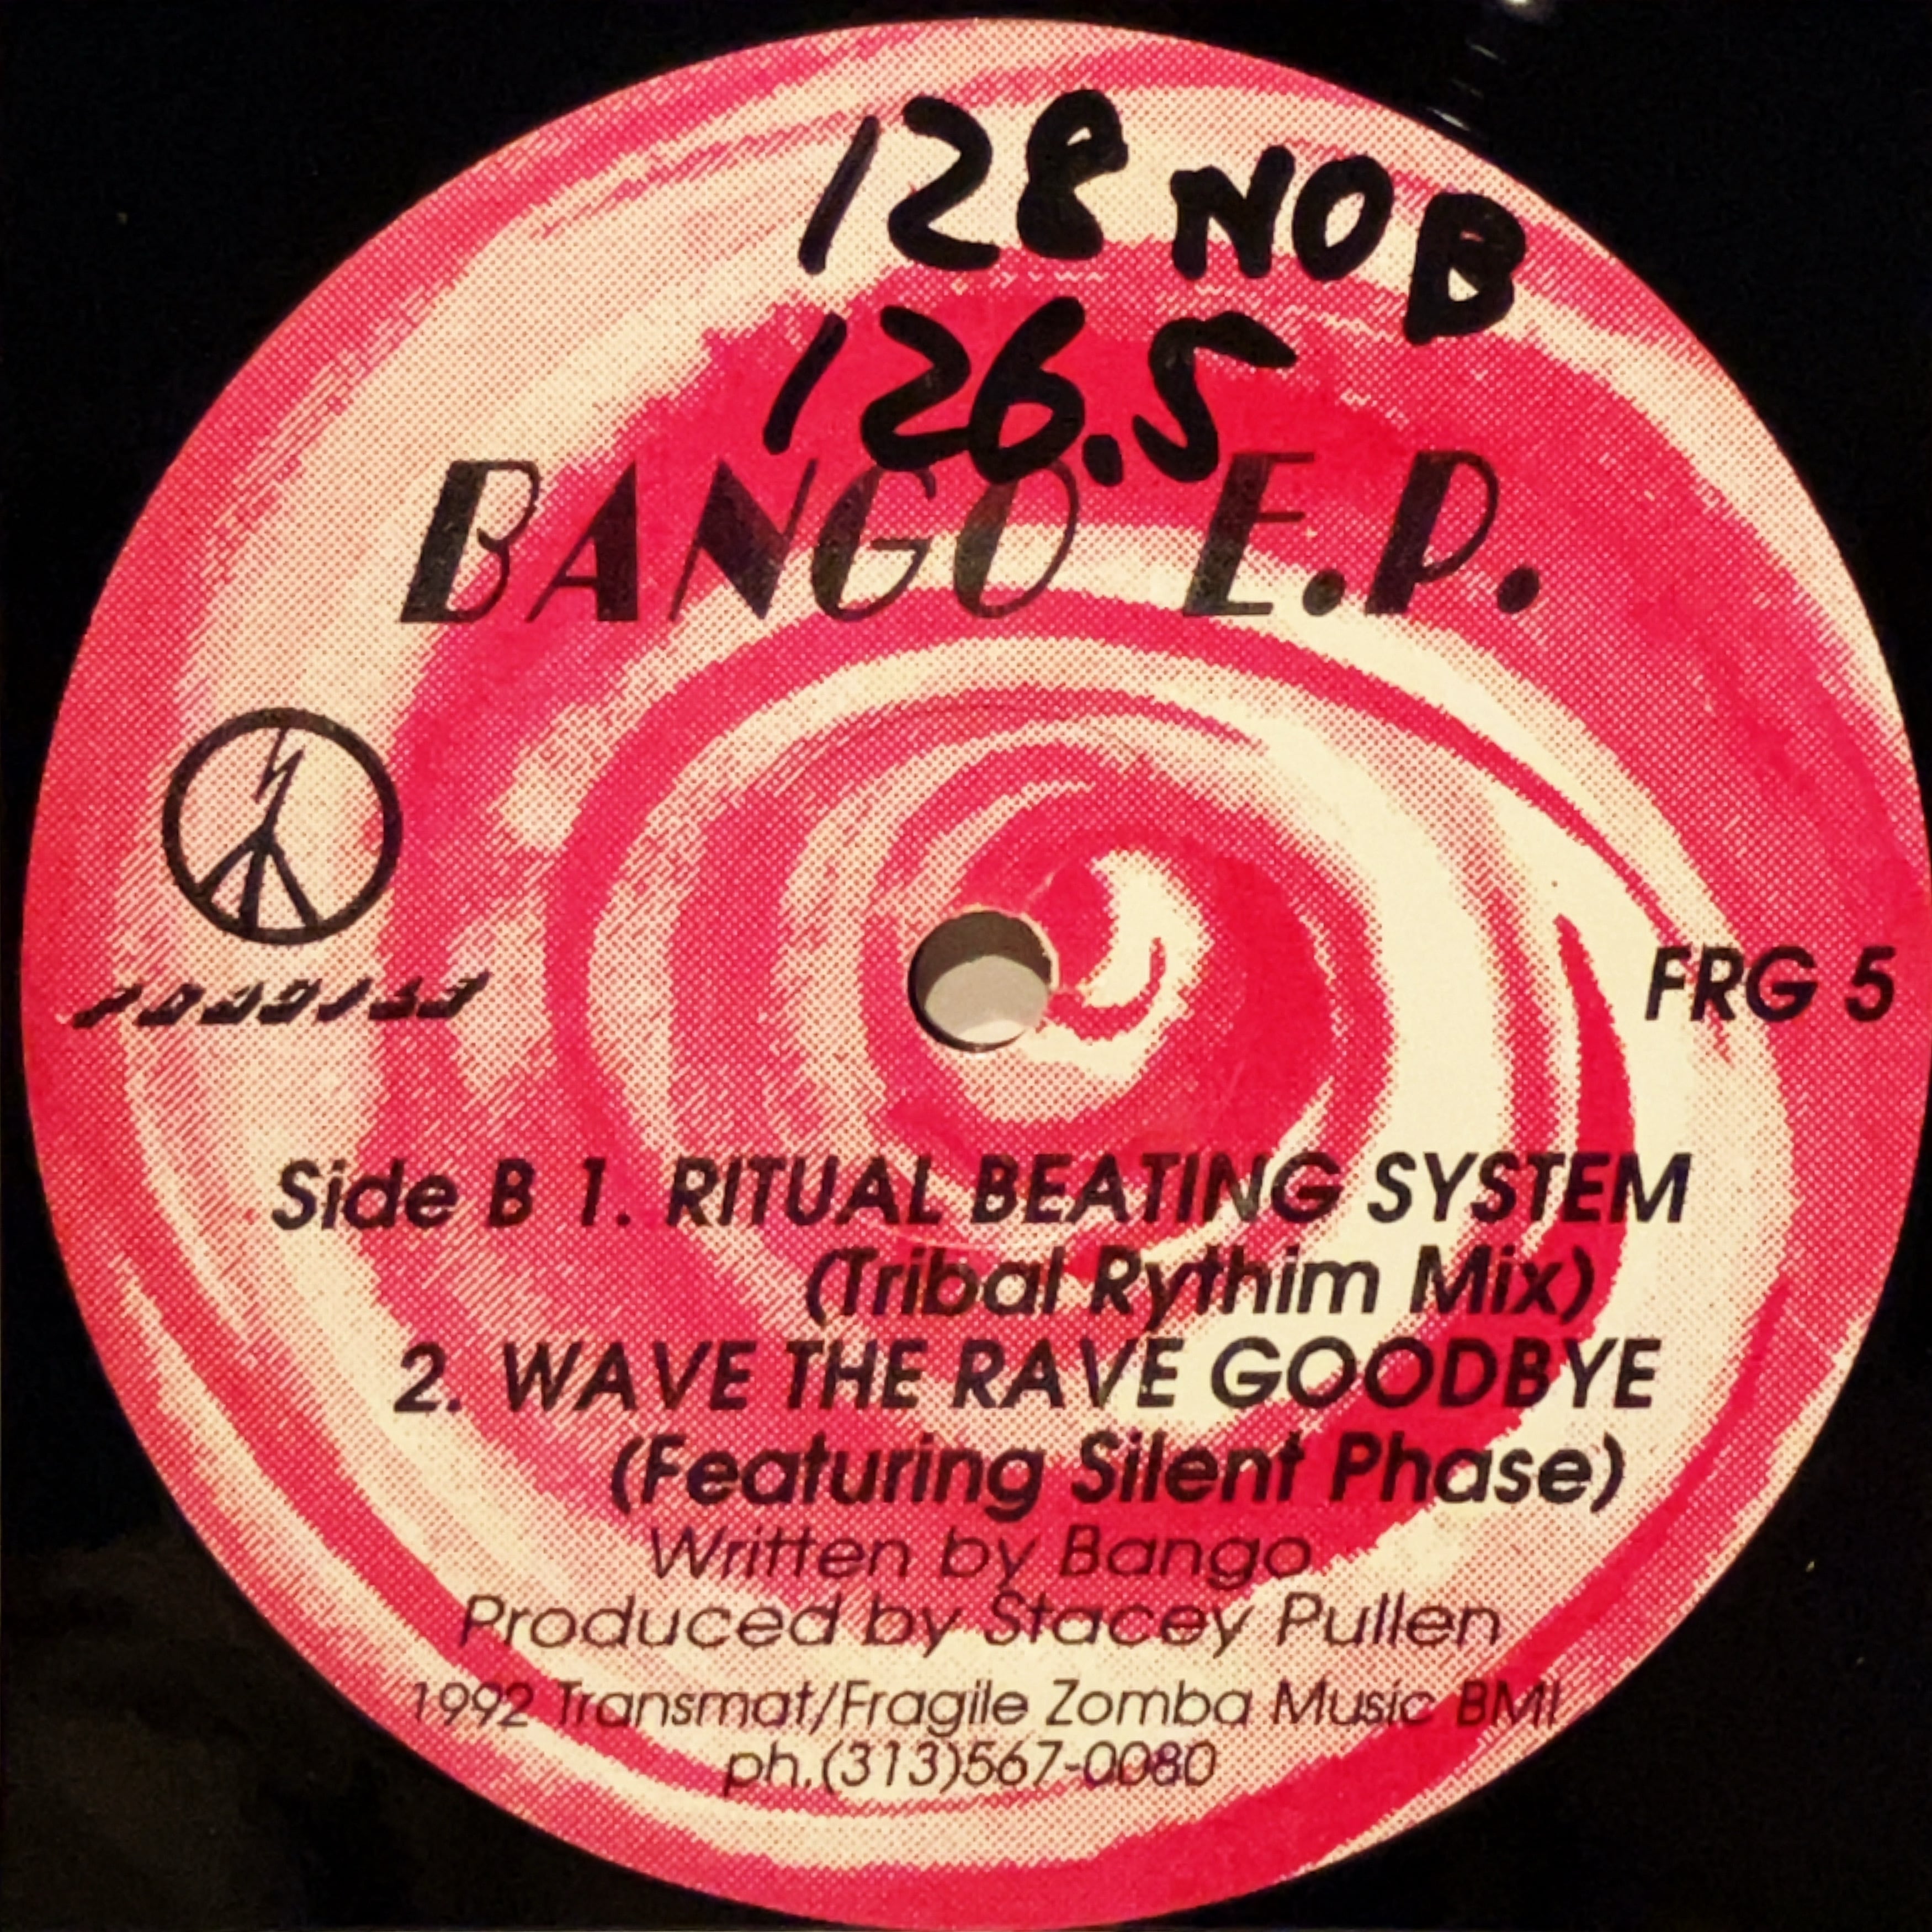 128 NO B
126.5
BANGO E.P.
FRG 5
Side B 1. RITUAL BEATING SYSTEM
(Tribal Rythim Mix)
2. WAVE THE RAVE GOODBYE
(Featuring Silent Phase)
Written by Bango
Produced by Stacey Pullen
1992 Transmat/Fragile Zomba Music BMI
ph.(313)567-0080